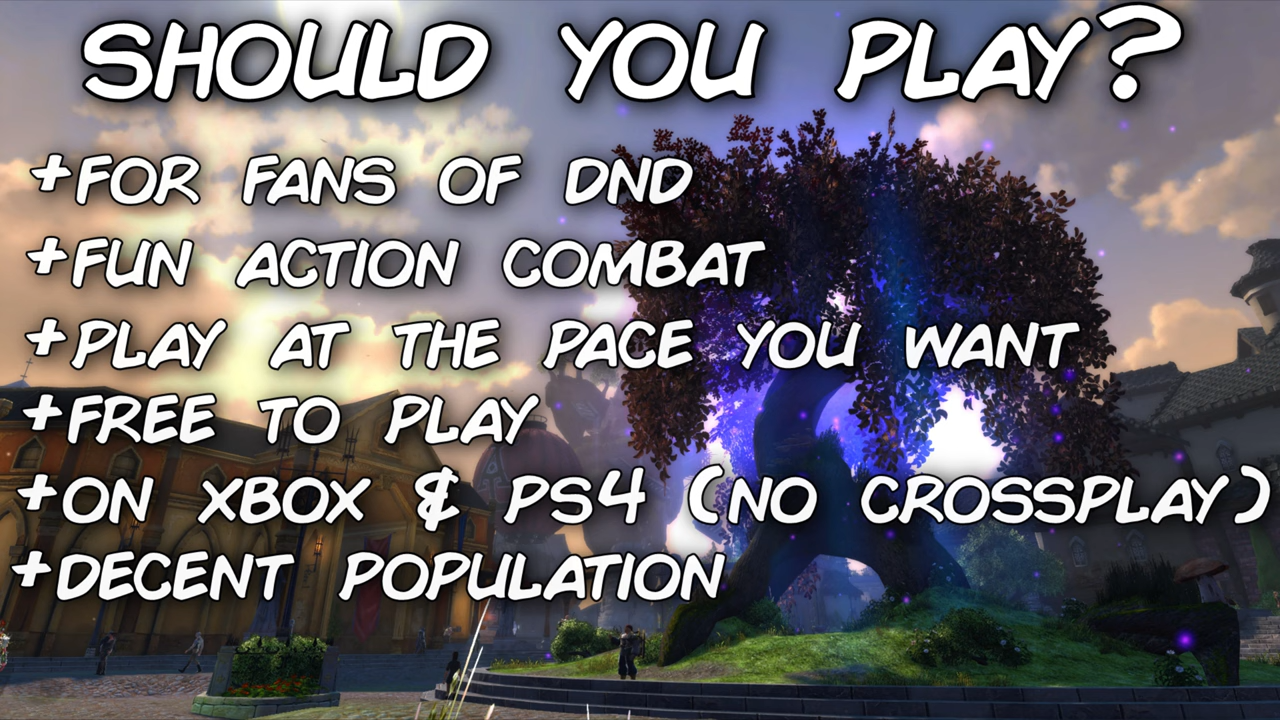 SHOULD YOU PLAY?
+FOR FANS OF DND
+FUN ACTION COMBAT
+PLAY AT THE PACE YOU WANT
+FREE TO PLAY
+ON XBOX & PS4 (NO CROSSPLAY)
+DECENT POPULATION